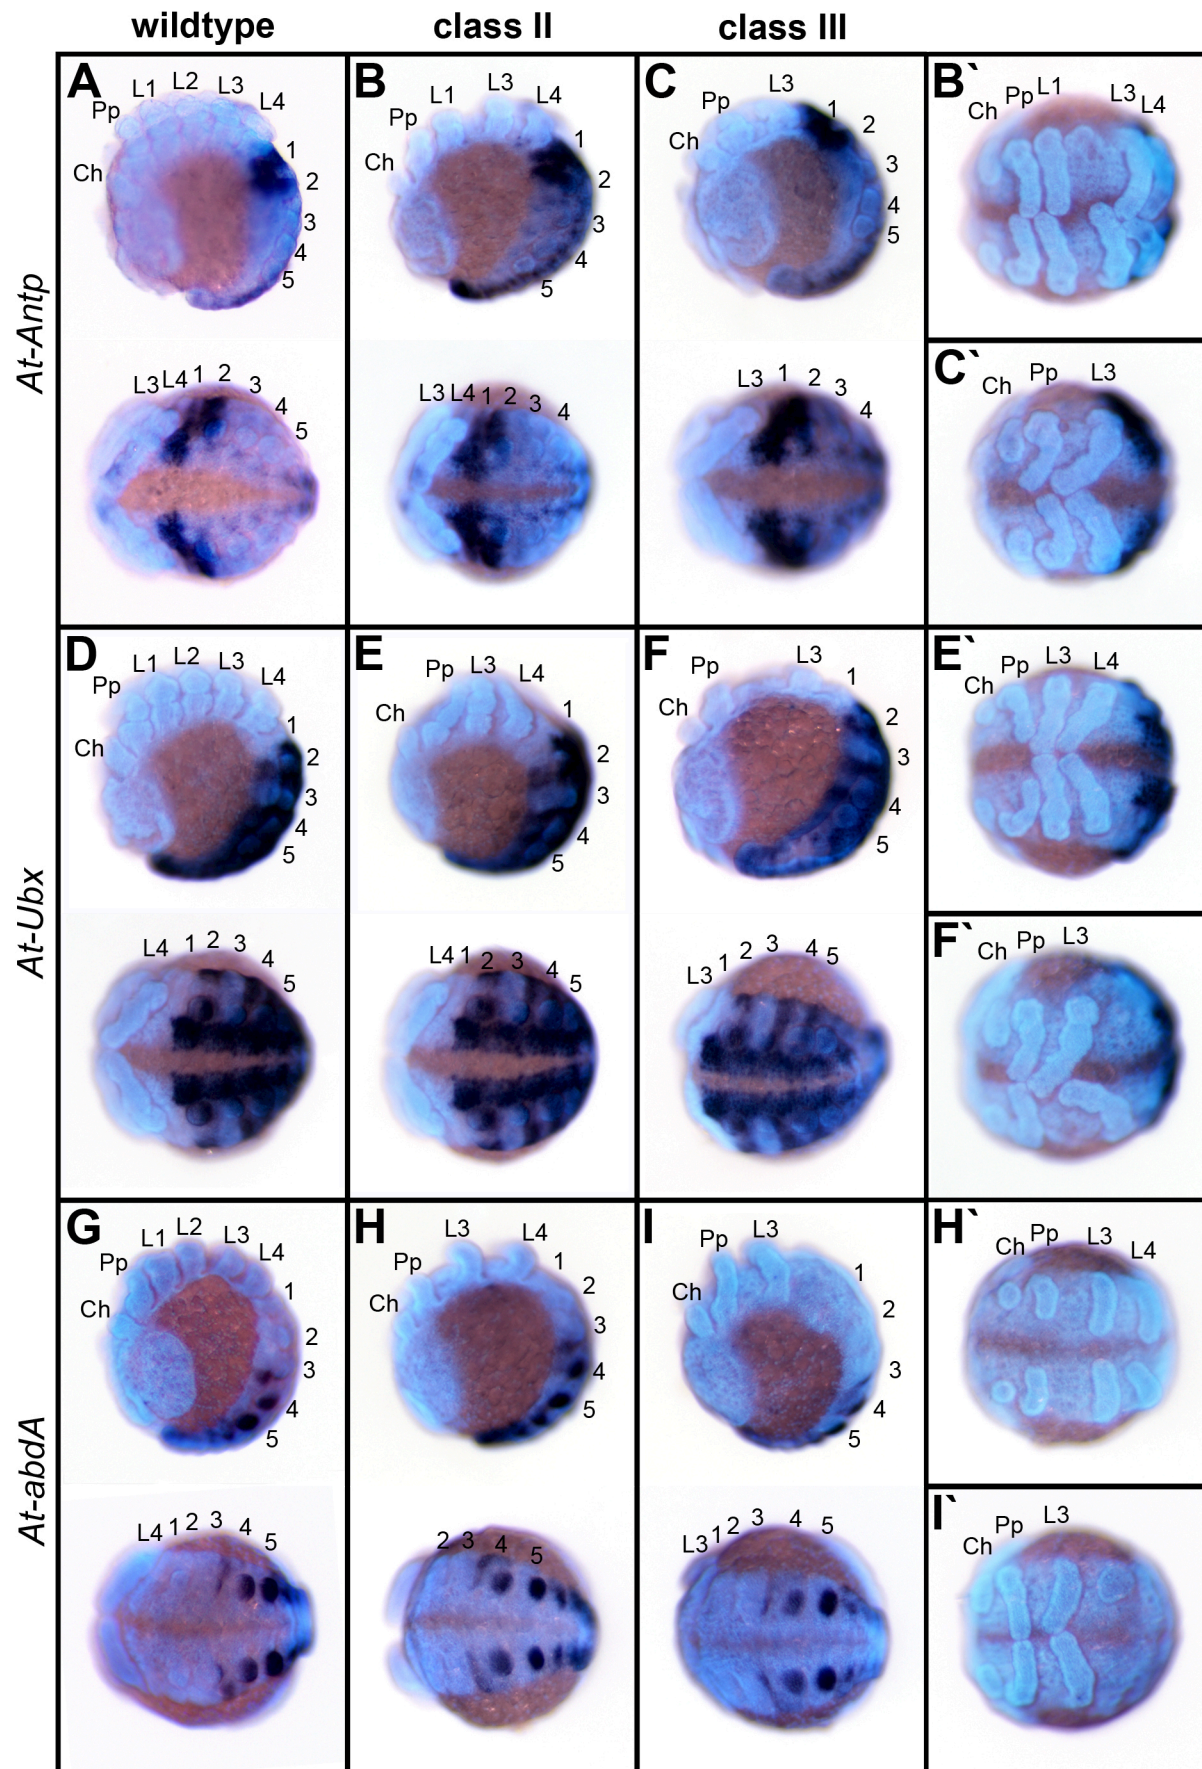 wildtype class II class III
At-Antp
A
Pp L1 L2 L3 L4
Ch
1
2
3
4
5
L3 L4 1 2 3 4 5
B
Pp L1 L3 L4
Ch
1
2
3
4
5
L3 L4 1 2 3 4
C
Pp L3
Ch
1
2
3
4
5
L3 1 2 3 4
B`
Ch Pp L1 L3 L4
C`
Ch Pp L3
At-Ubx
D
Pp L1 L2 L3 L4
Ch
1
2
3
4
5
L4 1 2 3 4 5
E
Pp L3 L4
Ch
1
2
3
4
5
L4 1 2 3 4 5
F
Pp L3
Ch
1
2
3
4
5
L3 1 2 3 4 5
E`
Ch Pp L3 L4
F`
Ch Pp L3
At-abdA
G
Pp L1 L2 L3 L4
Ch
1
2
3
4
5
L4 1 2 3 4 5
H
Pp L3 L4
Ch
1
2
3
4
5
2 3 4 5
I
Pp L3
Ch
1
2
3
4
5
L3 1 2 3 4 5
H`
Ch Pp L3 L4
I`
Ch Pp L3